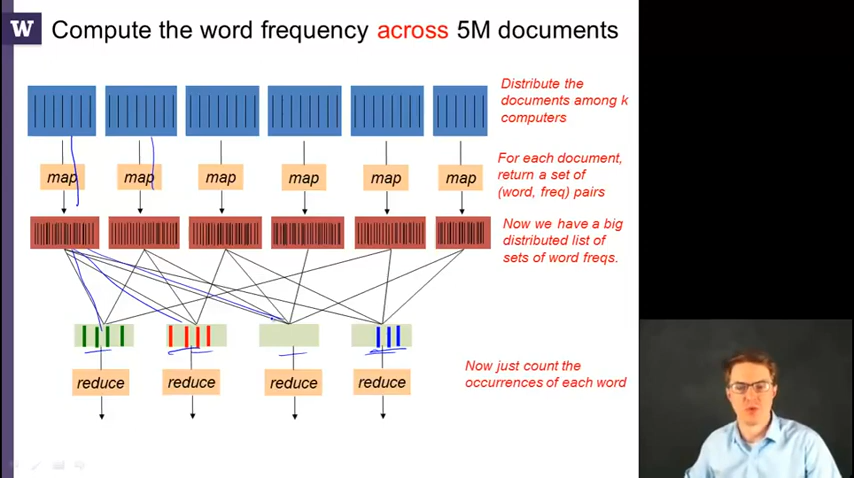 W
Compute the word frequency across 5M documents
Distribute the
documents among k
computers
map
map
map
map
map
map
For each document,
return a set of
(word, freq) pairs
Now we have a big
distributed list of
sets of word freqs.
reduce
reduce
reduce
reduce
Now just count the
occurrences of each word